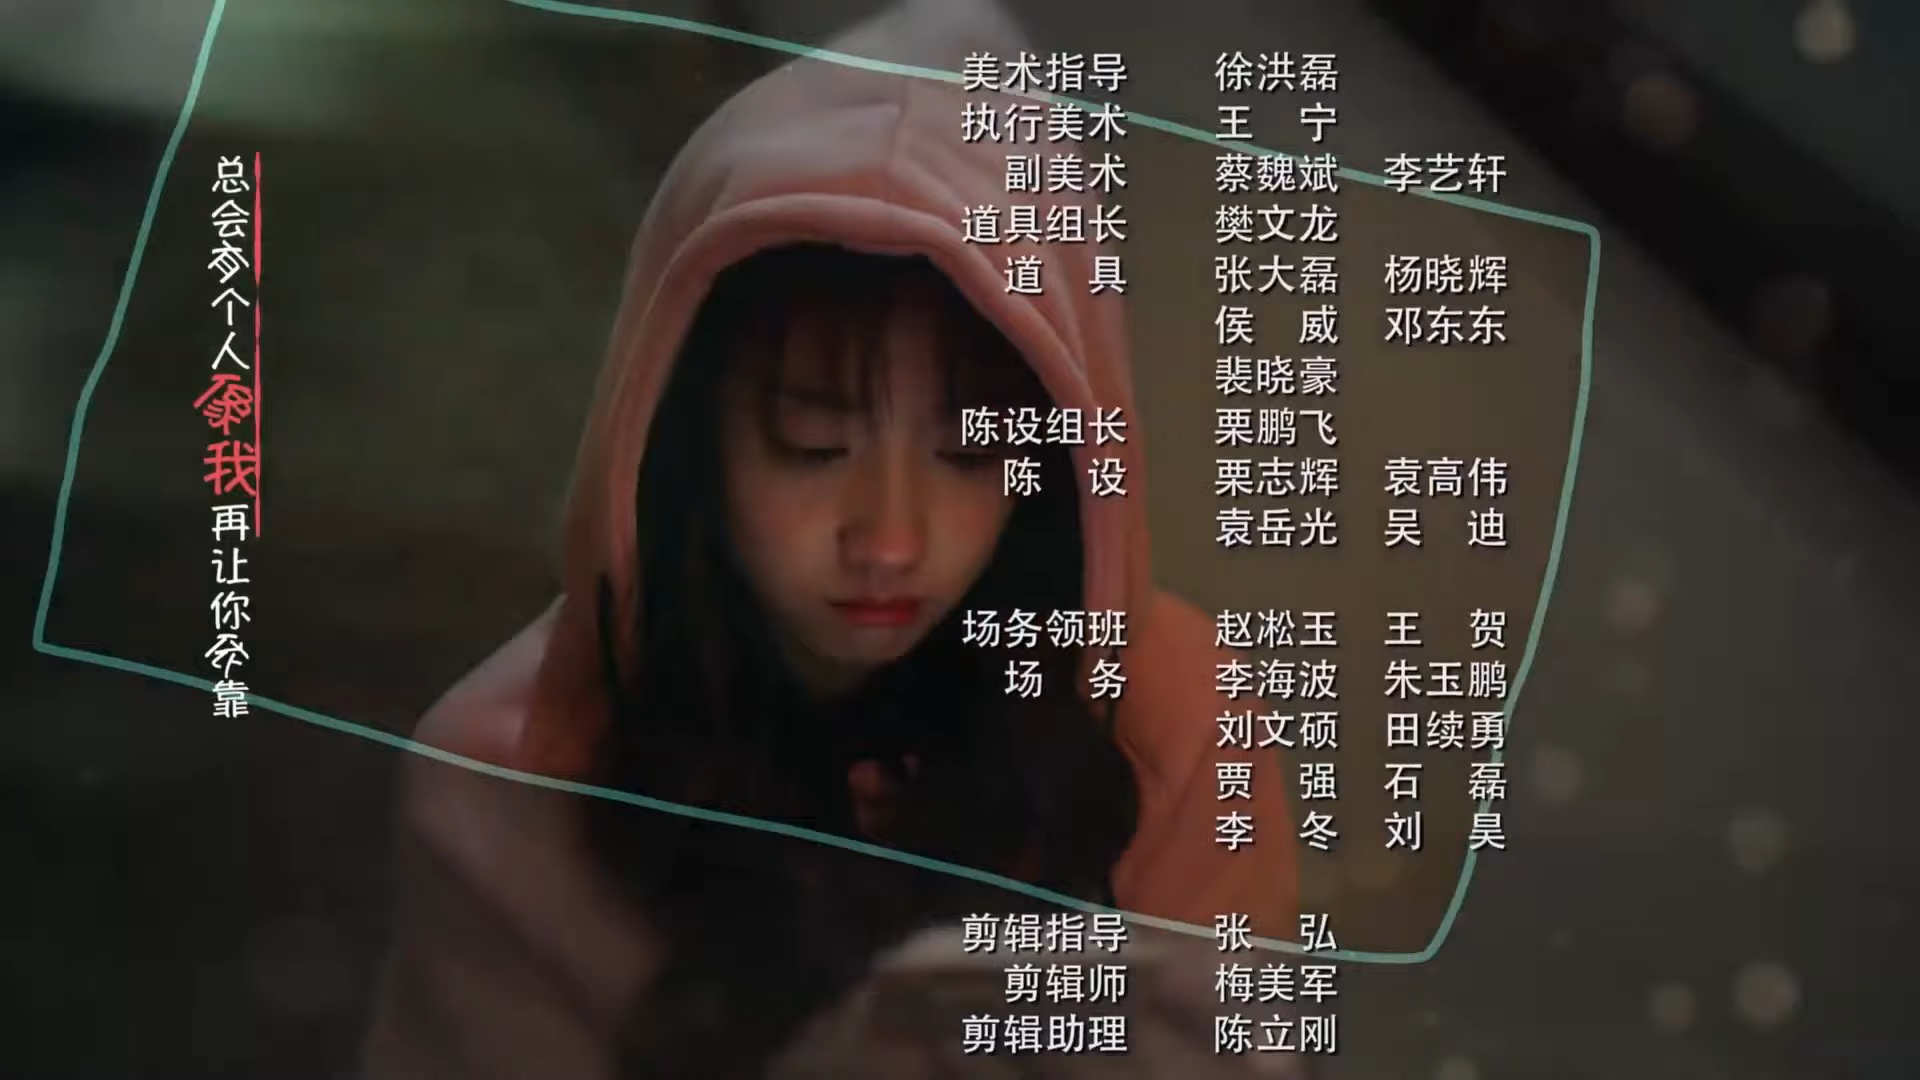 总会有个人像我再让你依靠
美术指导 徐洪磊
执行美术 王 宁
副美术 蔡魏斌 李艺轩
道具组长 樊文龙
道 具 张大磊 杨晓辉
侯 威 邓东东
裴晓豪
陈设组长 栗鹏飞
陈 设 栗志辉 袁高伟
袁岳光 吴 迪
场务领班 赵凇玉 王 贺
场 务 李海波 朱玉鹏
刘文硕 田续勇
贾 强 石 磊
李 冬 刘 昊
剪辑指导 张 弘
剪辑师 梅美军
剪辑助理 陈立刚